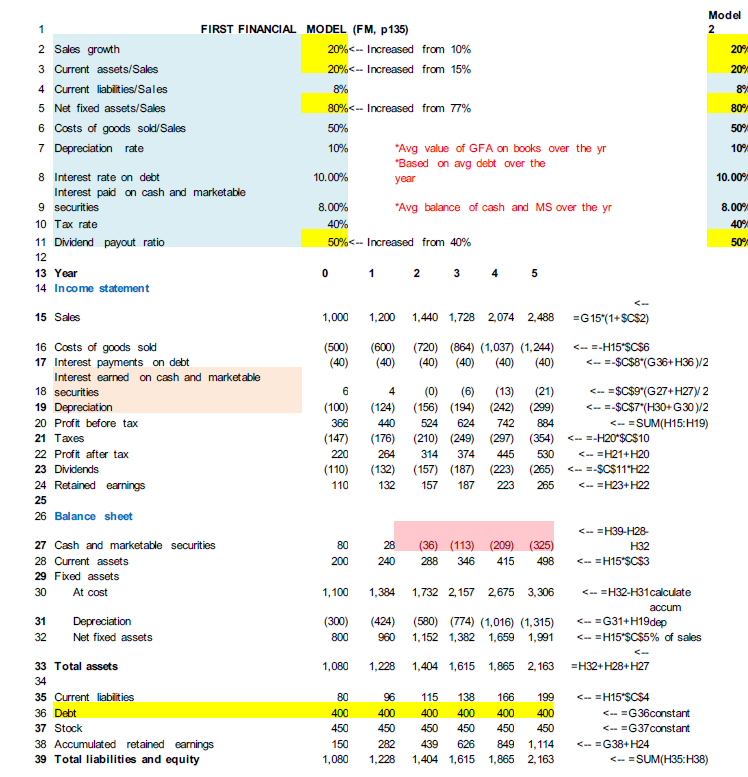 Model
1 FIRST FINANCIAL MODEL (FM, p135) 2
2 Sales growth 20% <-- Increased from 10% 20%
3 Current assets/Sales 20% <-- Increased from 15% 20%
4 Current liabilities/Sales 8% 8%
5 Net fixed assets/Sales 80% <-- Increased from 77% 80%
6 Costs of goods sold/Sales 50% 50%
7 Depreciation rate 10% *Avg value of GFA on books over the yr 10%
*Based on avg debt over the
8 Interest rate on debt 10.00% year 10.00%
Interest paid on cash and marketable
9 securities 8.00% *Avg balance of cash and MS over the yr 8.00%
10 Tax rate 40% 40%
11 Dividend payout ratio 50% <-- Increased from 40% 50%
12
13 Year 0 1 2 3 4 5
14 Income statement
<--
15 Sales 1,000 1,200 1,440 1,728 2,074 2,488 =G15*(1+$C$2)
16 Costs of goods sold (500) (600) (720) (864) (1,037) (1,244) <-- =-H15*$C$6
17 Interest payments on debt (40) (40) (40) (40) (40) (40) <-- =-$C$8*(G36+H36)/2
Interest earned on cash and marketable
18 securities 6 4 (0) (6) (13) (21) <-- =$C$9*(G27+H27)/2
19 Depreciation (100) (124) (156) (194) (242) (299) <-- =-$C$7*(H30+G30)/2
20 Profit before tax 366 440 524 624 742 884 <-- =SUM(H15:H19)
21 Taxes (147) (176) (210) (249) (297) (354) <-- =-H20*$C$10
22 Profit after tax 220 264 314 374 445 530 <-- =H21+H20
23 Dividends (110) (132) (157) (187) (223) (265) <-- =-$C$11*H22
24 Retained earnings 110 132 157 187 223 265 <-- =H23+H22
25
26 Balance sheet
<-- =H39-H28-
27 Cash and marketable securities 80 28 (36) (113) (209) (325) H32
28 Current assets 200 240 288 346 415 498 <-- =H15*$C$3
29 Fixed assets
30 At cost 1,100 1,384 1,732 2,157 2,675 3,306 <-- =H32-H31 calculate
accum
31 Depreciation (300) (424) (580) (774) (1,016) (1,315) <-- =G31+H19 dep
32 Net fixed assets 800 960 1,152 1,382 1,659 1,991 <-- =H15*$C$5 % of sales
<--
33 Total assets 1,080 1,228 1,404 1,615 1,865 2,163 =H32+H28+H27
34
35 Current liabilities 80 96 115 138 166 199 <-- =H15*$C$4
36 Debt 400 400 400 400 400 400 <-- =G36 constant
37 Stock 450 450 450 450 450 450 <-- =G37 constant
38 Accumulated retained earnings 150 282 439 626 849 1,114 <-- =G38+H24
39 Total liabilities and equity 1,080 1,228 1,404 1,615 1,865 2,163 <-- =SUM(H35:H38)